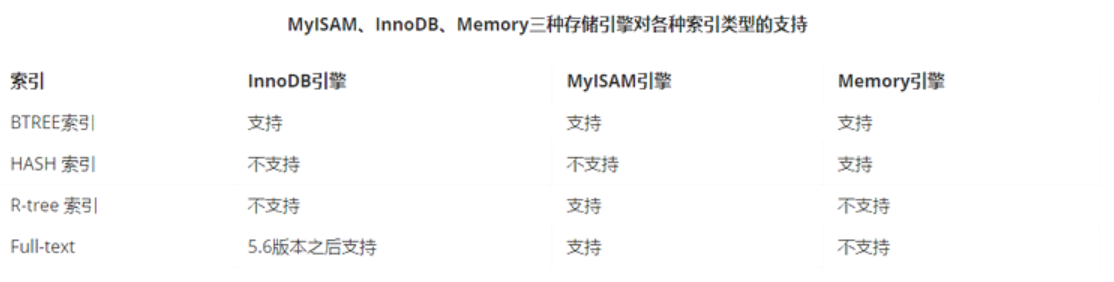 MyISAM、InnoDB、Memory三种存储引擎对各种索引类型的支持
索引 InnoDB引擎 MyISAM引擎 Memory引擎
BTREE索引 支持 支持 支持
HASH 索引 不支持 不支持 支持
R-tree 索引 不支持 支持 不支持
Full-text 5.6版本之后支持 支持 不支持